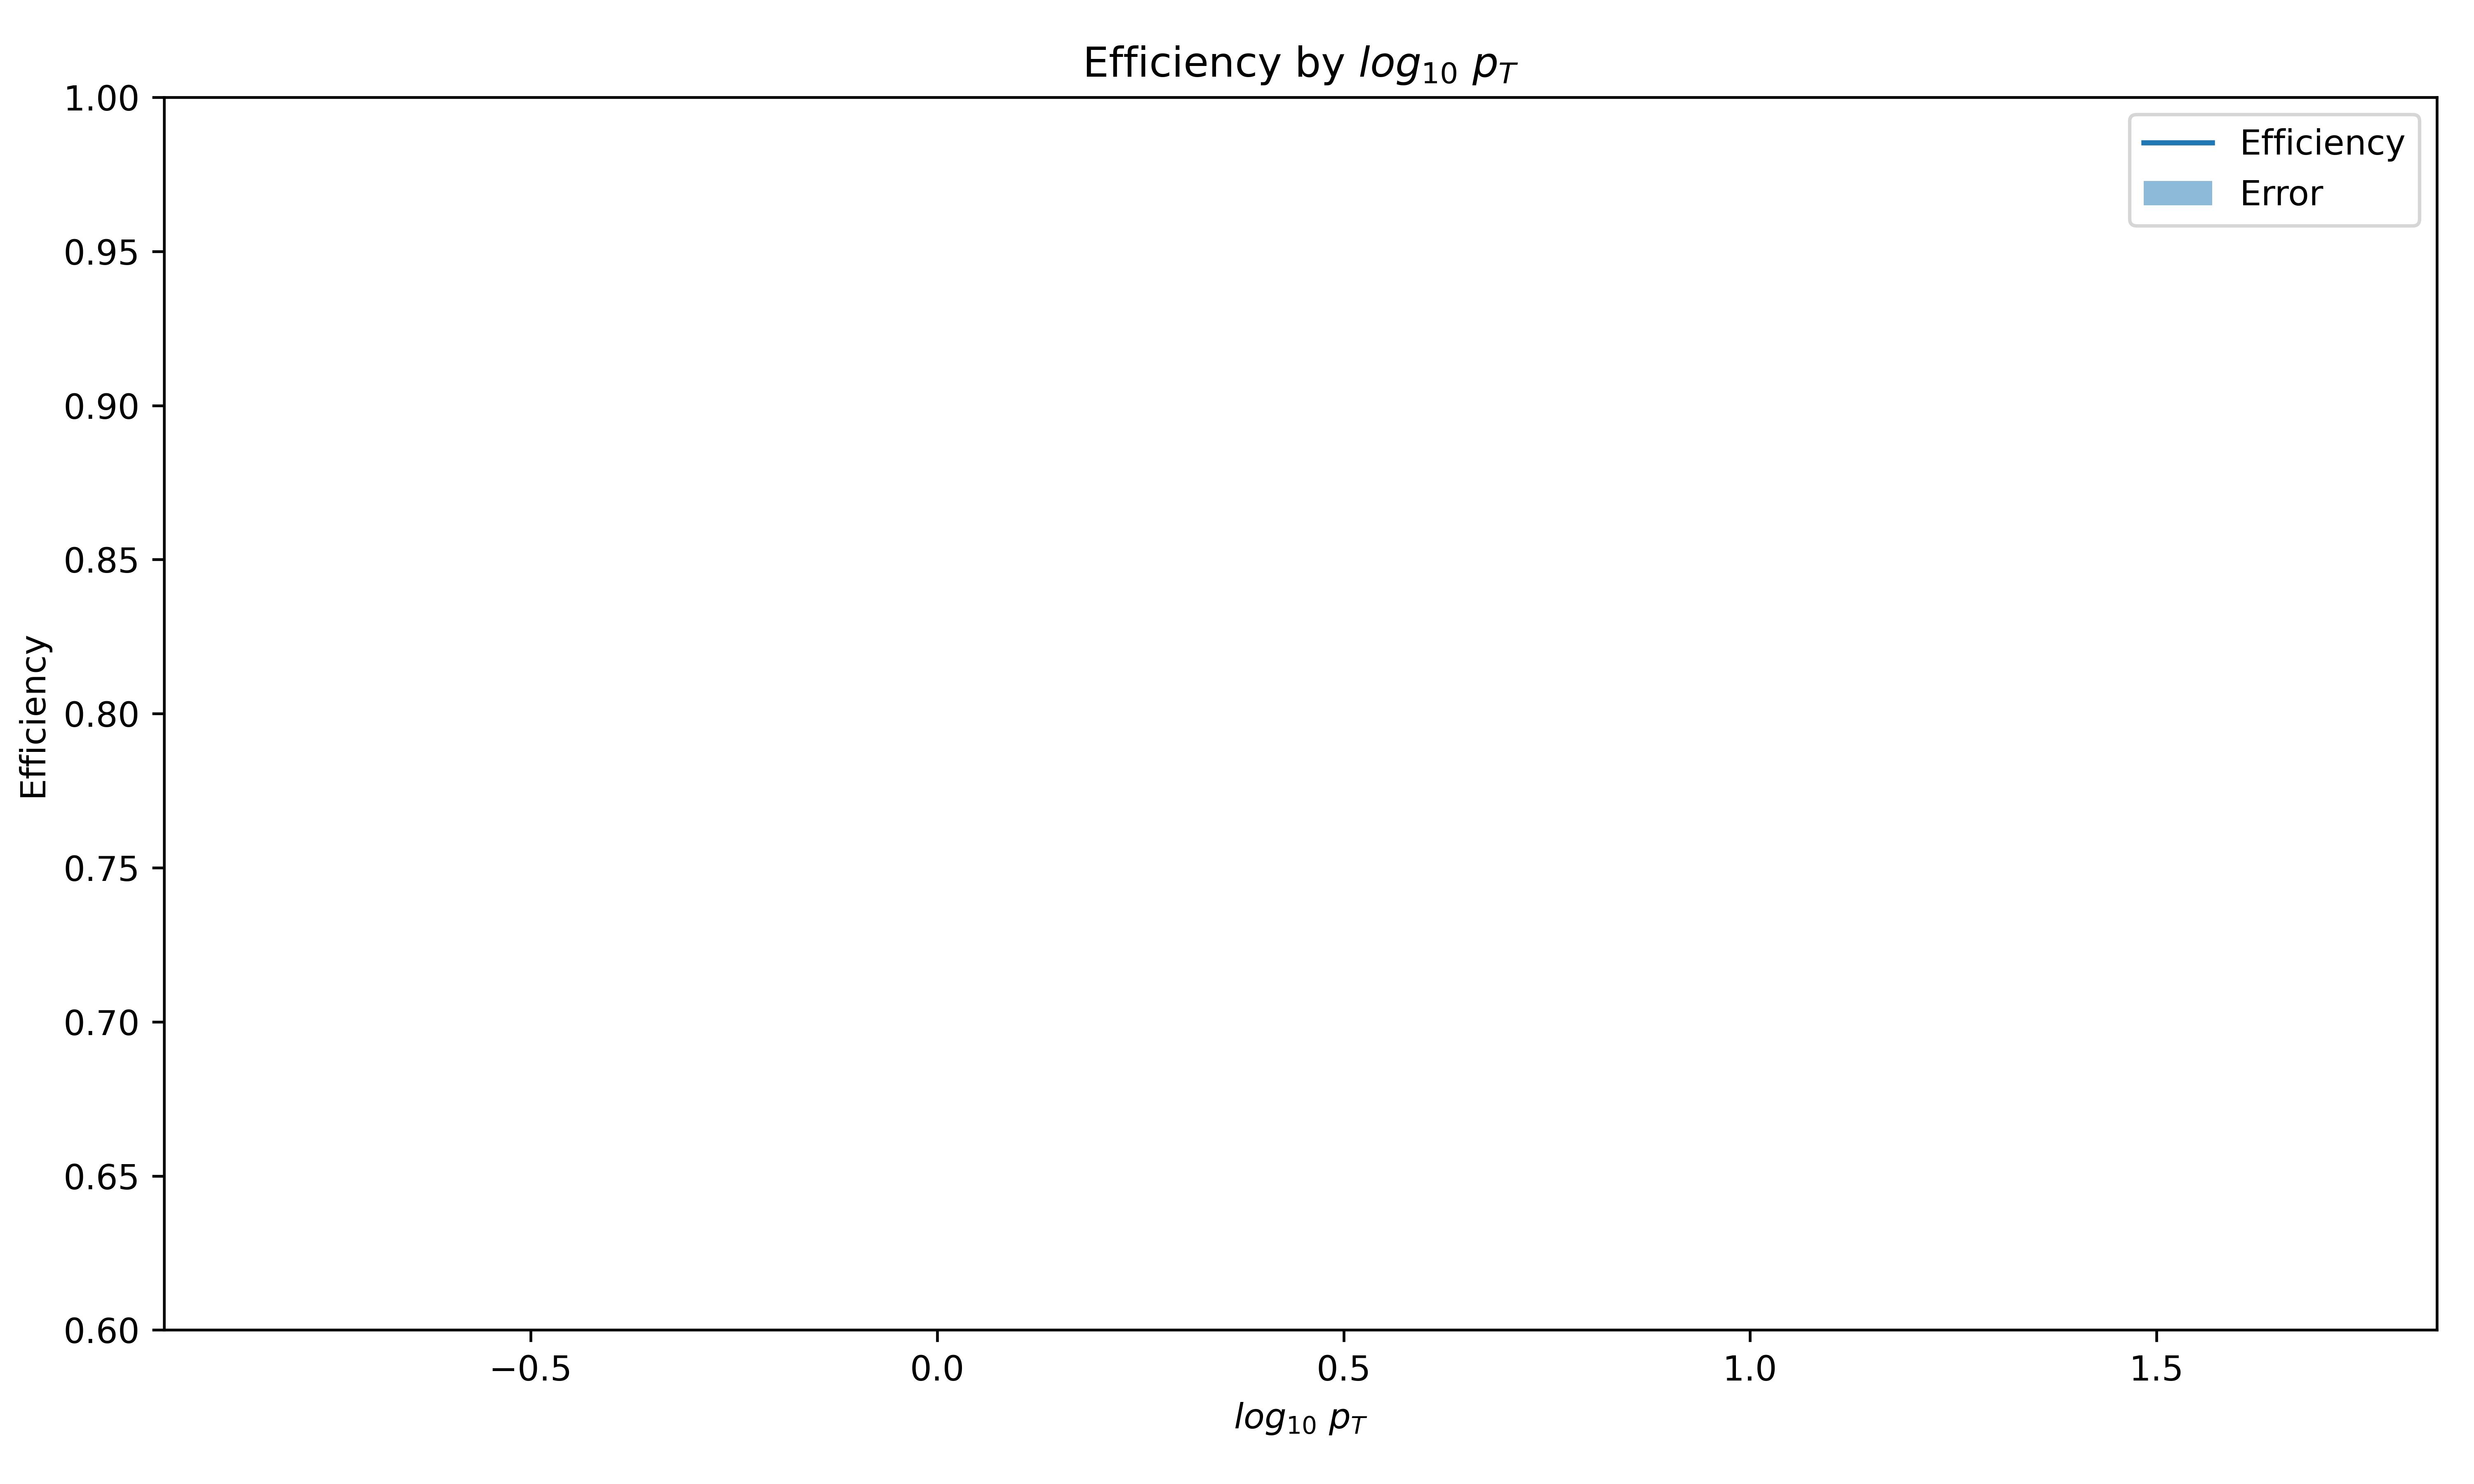 Efficiency by log₁₀ p_T
1.00
0.95
0.90
0.85
0.80
0.75
0.70
0.65
0.60
Efficiency
Efficiency
Error
−0.5 0.0 0.5 1.0 1.5
log₁₀ p_T